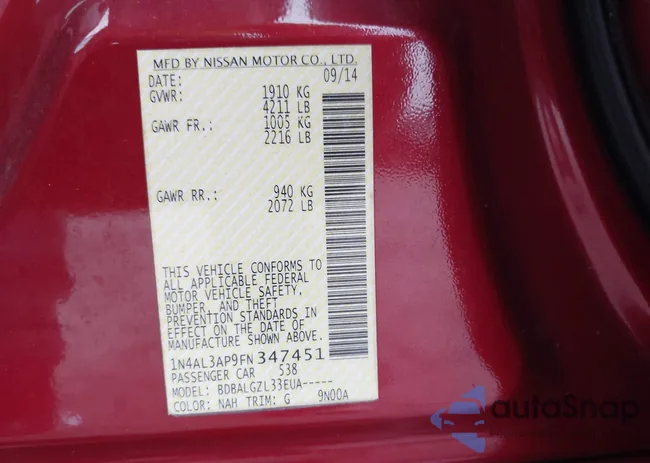 MFD BY NISSAN MOTOR CO., LTD.
DATE: 09/14
GVWR: 1910 KG
4211 LB
GAWR FR.: 1005 KG
2216 LB
GAWR RR.: 940 KG
2072 LB
THIS VEHICLE CONFORMS TO
ALL APPLICABLE FEDERAL
MOTOR VEHICLE SAFETY,
BUMPER, AND THEFT
PREVENTION STANDARDS IN
EFFECT ON THE DATE OF
MANUFACTURE SHOWN ABOVE.
1N4AL3AP9FN347451
PASSENGER CAR 538
MODEL: BDBALGZL33EUA-----
COLOR: NAH TRIM: G 9N00A
autoSnap